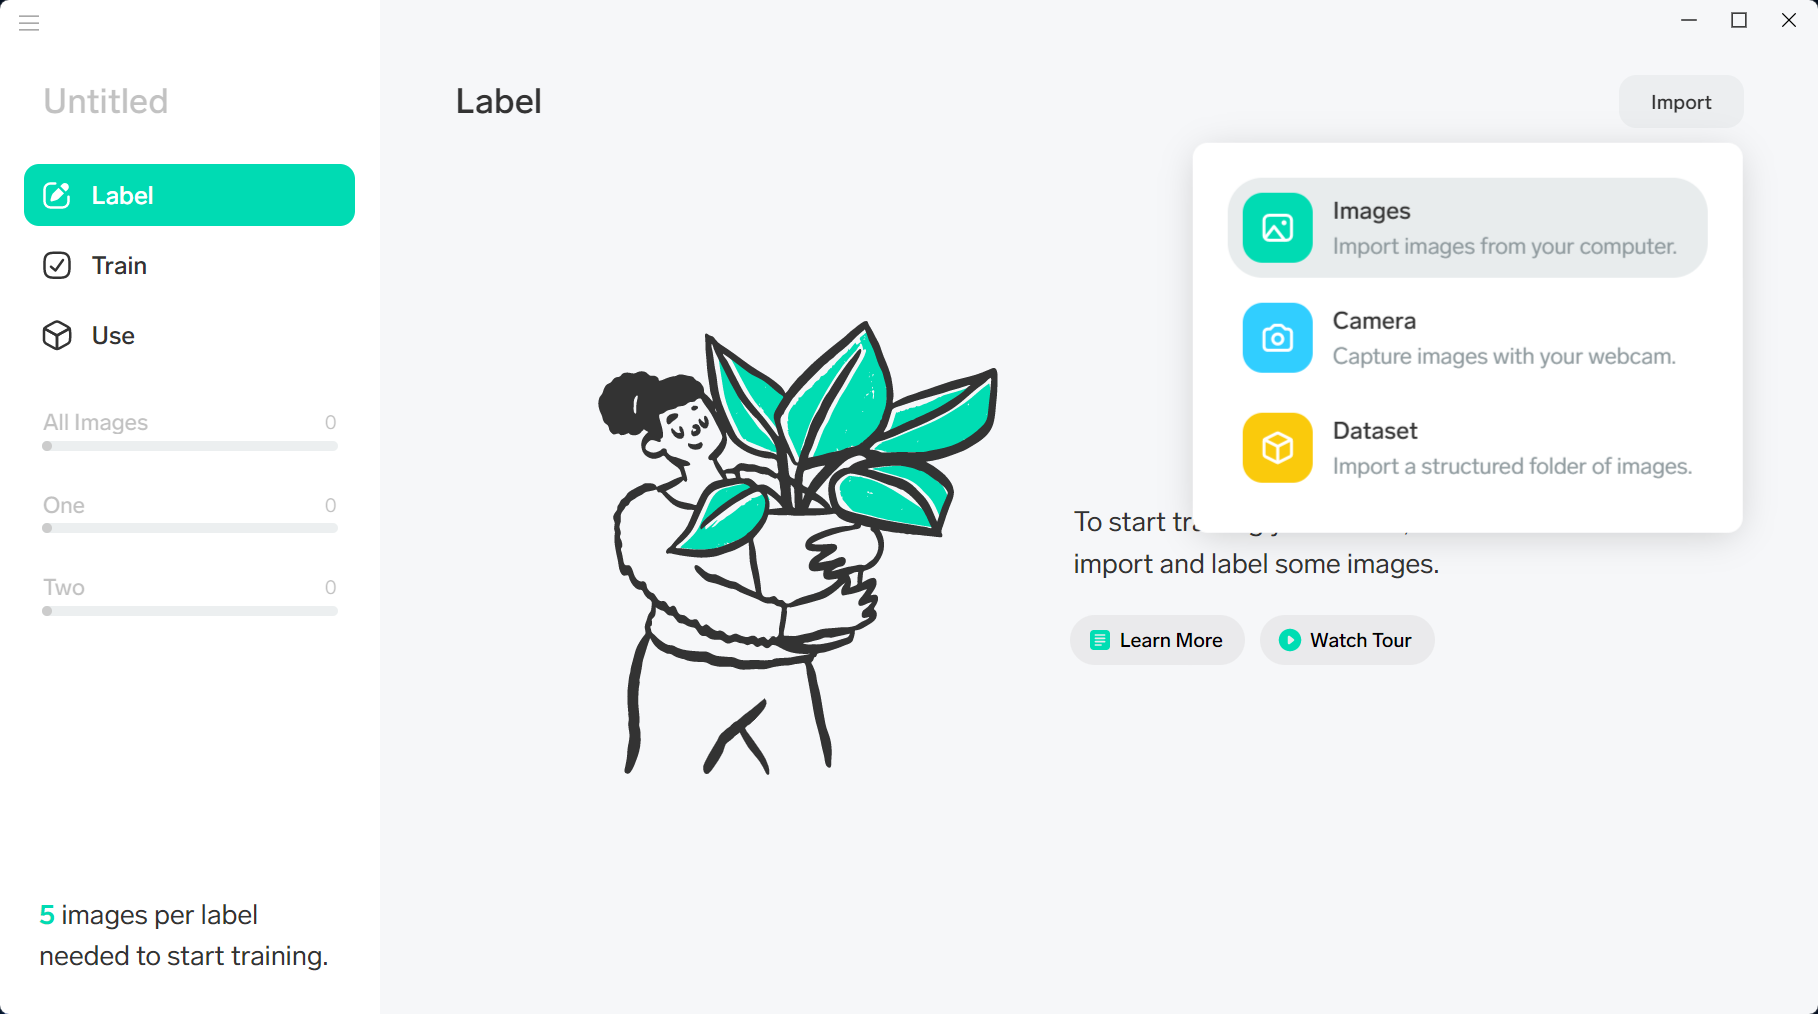 Untitled
Label
Train
Use
All Images 0
One 0
Two 0
5 images per label
needed to start training.
Label
Import
Images
Import images from your computer.
Camera
Capture images with your webcam.
Dataset
Import a structured folder of images.
To start
import and label some images.
Learn More
Watch Tour